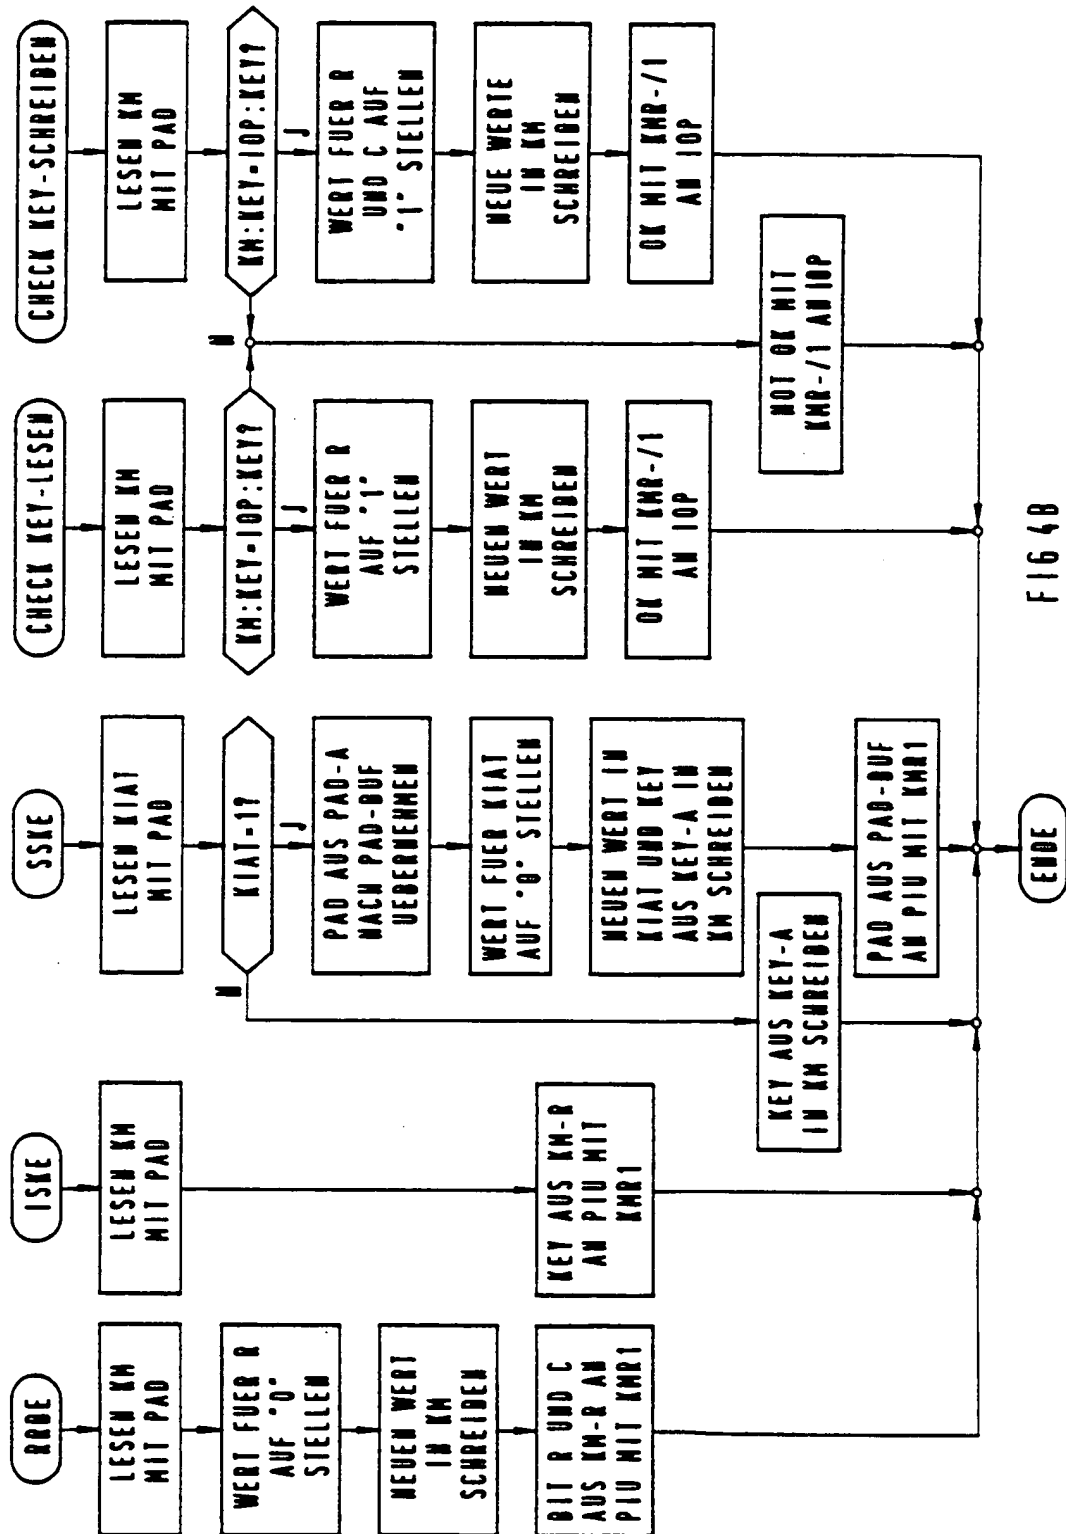 RRBE
LESEN KM
MIT PAD
WERT FUER R
AUF "0"
STELLEN
NEUEN WERT
IN KM
SCHREIBEN
BIT R UND C
AUS KM-R AN
PIU MIT KMR1
ISKE
LESEN KM
MIT PAD
KEY AUS KM-R
AN PIU MIT
KMR1
SSKE
LESEN KIAT
MIT PAD
KIAT=1?
N
J
PAD AUS PAD-A
NACH PAD-BUF
UEBERNEHMEN
WERT FUER KIAT
AUF "0" STELLEN
NEUEN WERT IN
KIAT UND KEY
AUS KEY-A IN
KM SCHREIBEN
KEY AUS KEY-A
IN KM SCHREIBEN
PAD AUS PAD-BUF
AN PIU MIT KMR1
CHECK KEY-LESEN
LESEN KM
MIT PAD
KM:KEY=IOP:KEY?
N
J
WERT FUER R
AUF "1"
STELLEN
NEUEN WERT
IN KM
SCHREIBEN
OK MIT KMR-/1
AN IOP
NOT OK MIT
KMR-/1 AN IOP
CHECK KEY-SCHREIBEN
LESEN KM
MIT PAD
KM:KEY=IOP:KEY?
J
WERT FUER R
UND C AUF
"1" STELLEN
NEUE WERTE
IN KM
SCHREIBEN
OK MIT KMR-/1
AN IOP
ENDE
FIG 4B